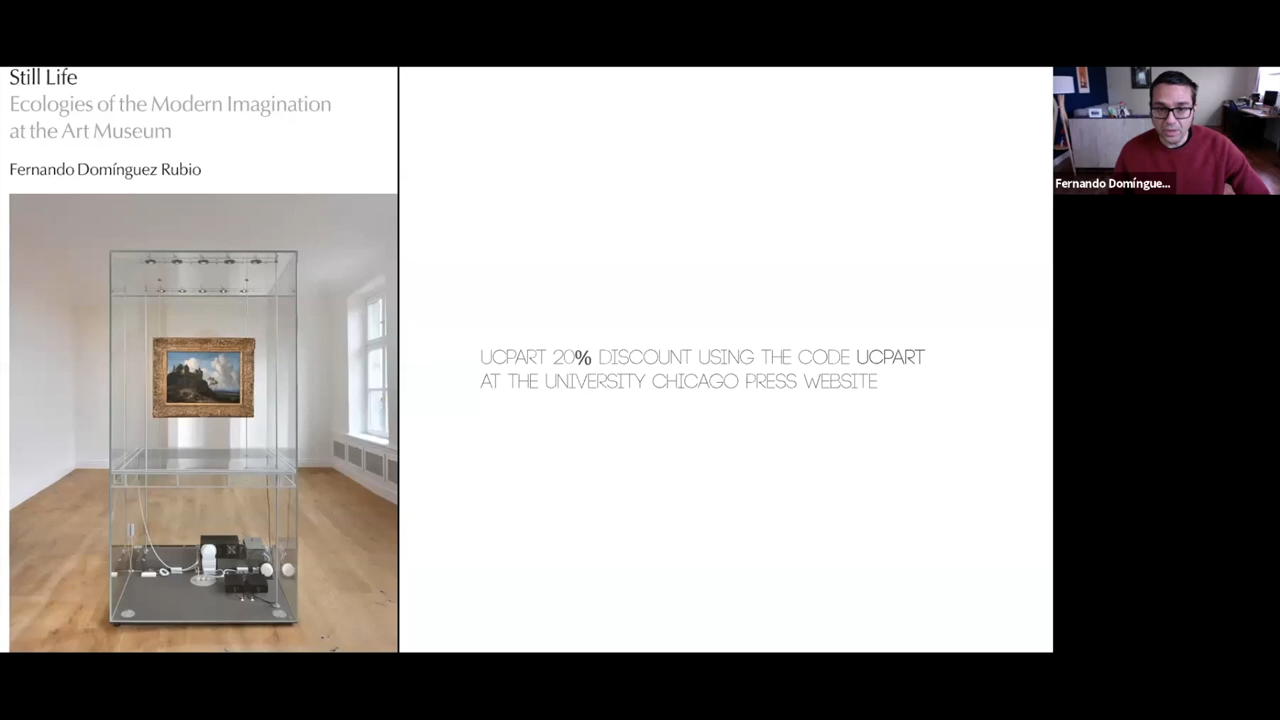 Still Life
Ecologies of the Modern Imagination
at the Art Museum
Fernando Domínguez Rubio
UCPART 20% DISCOUNT USING THE CODE UCPART
AT THE UNIVERSITY CHICAGO PRESS WEBSITE
Fernando Domíngue...